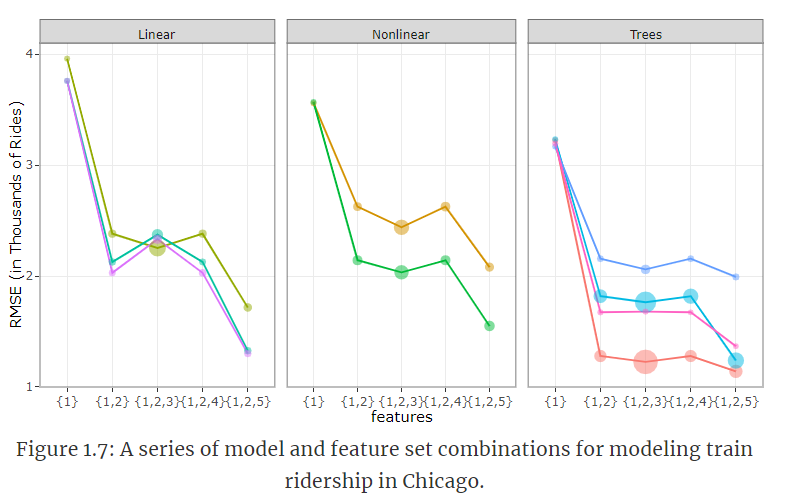 Linear Nonlinear Trees
4
3
2
1
RMSE (in Thousands of Rides)
{1} {1,2} {1,2,3} {1,2,4} {1,2,5} {1} {1,2} {1,2,3} {1,2,4} {1,2,5} {1} {1,2} {1,2,3} {1,2,4} {1,2,5}
features
Figure 1.7: A series of model and feature set combinations for modeling train
ridership in Chicago.